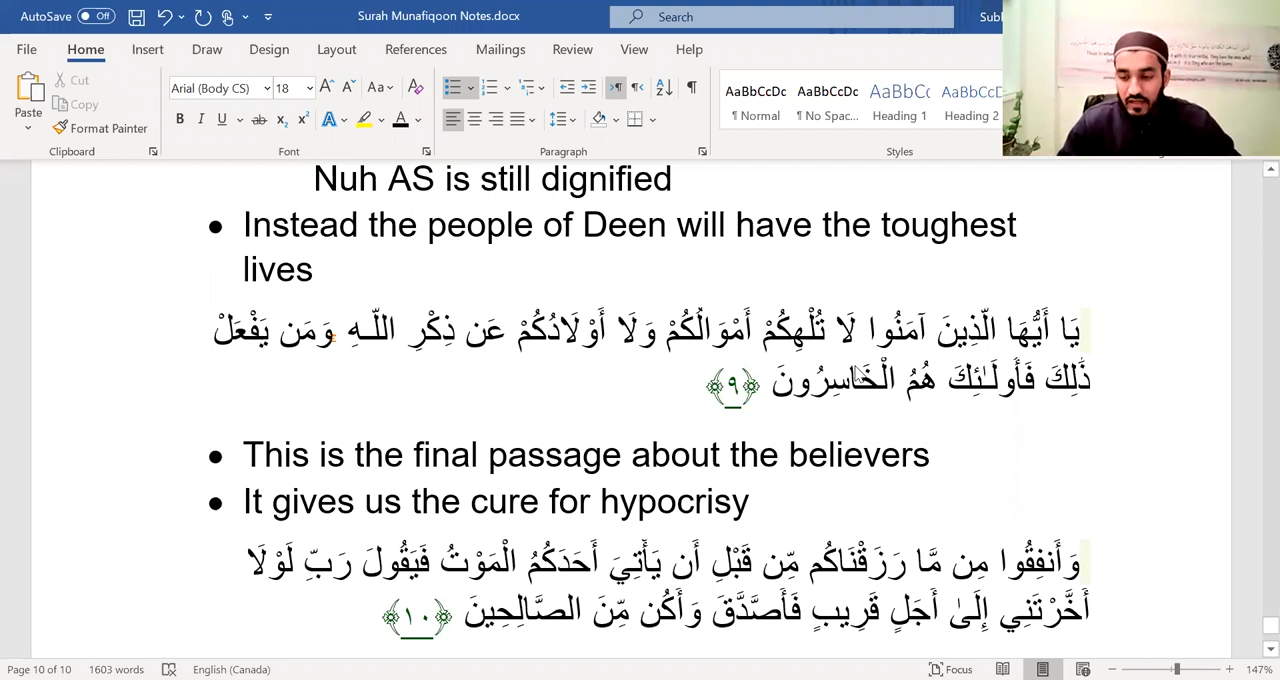 AutoSave Off Surah Munafiqoon Notes.docx Search Subl
File Home Insert Draw Design Layout References Mailings Review View Help
Paste Cut Copy Format Painter
Arial (Body CS) 18
AaBbCcDc AaBbCcDc AaBbCc AaBbCcD
¶ Normal ¶ No Spac... Heading 1 Heading 2
Clipboard Font Paragraph Styles
Nuh AS is still dignified
• Instead the people of Deen will have the toughest
lives
يَا أَيُّهَا الَّذِينَ آمَنُوا لَا تُلْهِكُمْ أَمْوَالُكُمْ وَلَا أَوْلَادُكُمْ عَن ذِكْرِ اللَّـهِ وَمَن يَفْعَلْ
ذَٰلِكَ فَأُولَـٰئِكَ هُمُ الْخَاسِرُونَ ﴿٩﴾
• This is the final passage about the believers
• It gives us the cure for hypocrisy
وَأَنفِقُوا مِن مَّا رَزَقْنَاكُم مِّن قَبْلِ أَن يَأْتِيَ أَحَدَكُمُ الْمَوْتُ فَيَقُولَ رَبِّ لَوْلَا
أَخَّرْتَنِي إِلَىٰ أَجَلٍ قَرِيبٍ فَأَصَّدَّقَ وَأَكُن مِّنَ الصَّالِحِينَ ﴿١٠﴾
Page 10 of 10 1603 words English (Canada) Focus 147%